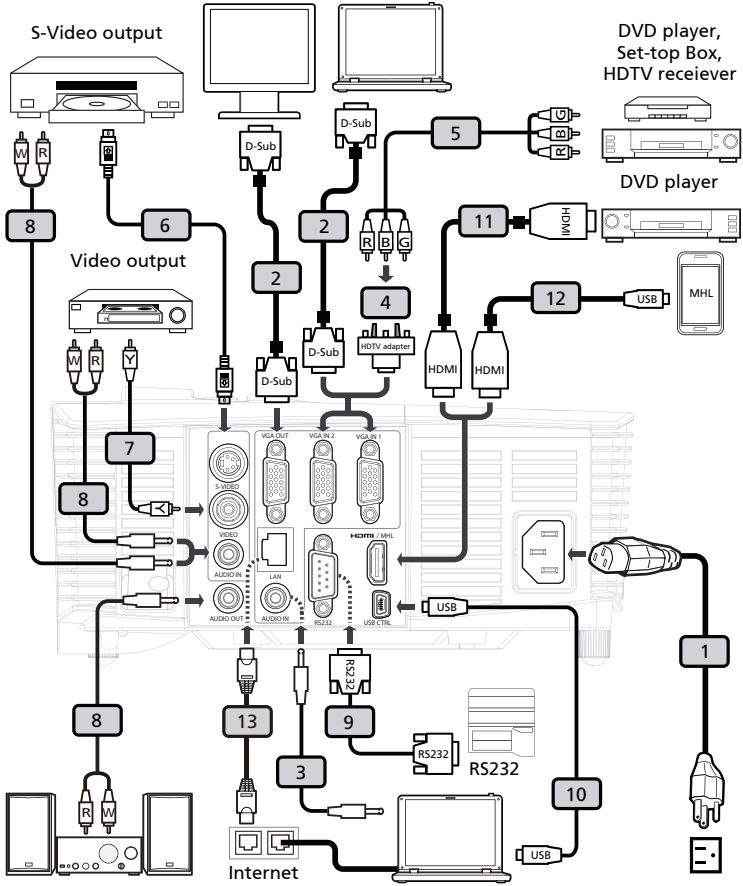 S-Video output
DVD player,
Set-top Box,
HDTV receiever
D-Sub
D-Sub
5
R B G
W R
DVD player
8
6
2
2
11
HDMI
R B G
Video output
4
12
USB
MHL
HDTV adapter
D-Sub
D-Sub
HDMI
HDMI
W R
Y
7
8
VGA OUT
VGA IN 2
VGA IN 1
S-VIDEO
Y
VIDEO
HDMI / MHL
AUDIO IN
LAN
AUDIO OUT
AUDIO IN
RS232
USB CTRL
USB
1
RS232
8
13
9
RS232
RS232
3
10
R W
USB
Internet